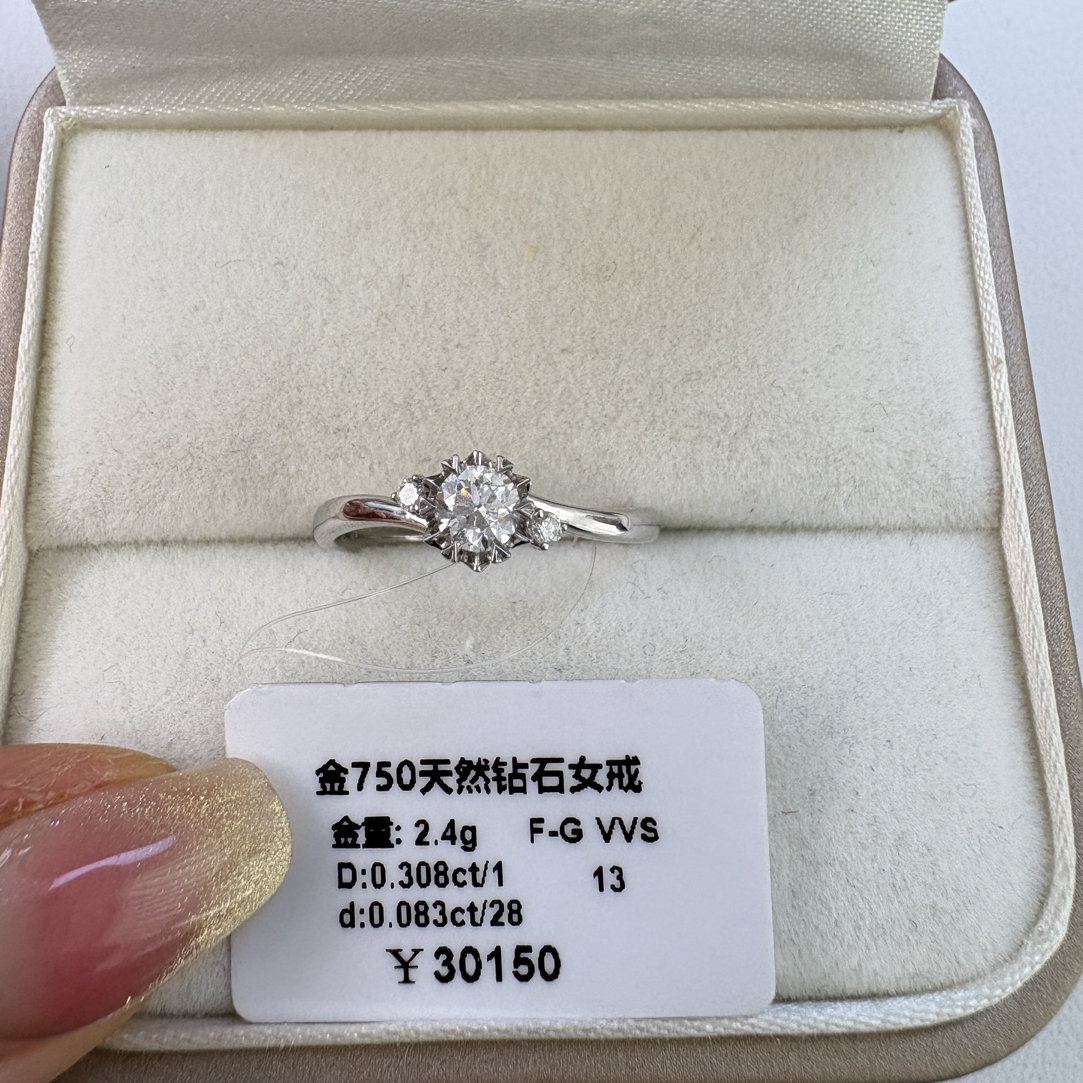 金750天然钻石女戒
金重: 2.4g F-G VVS
D:0.308ct/1 13
d:0.083ct/28
￥30150